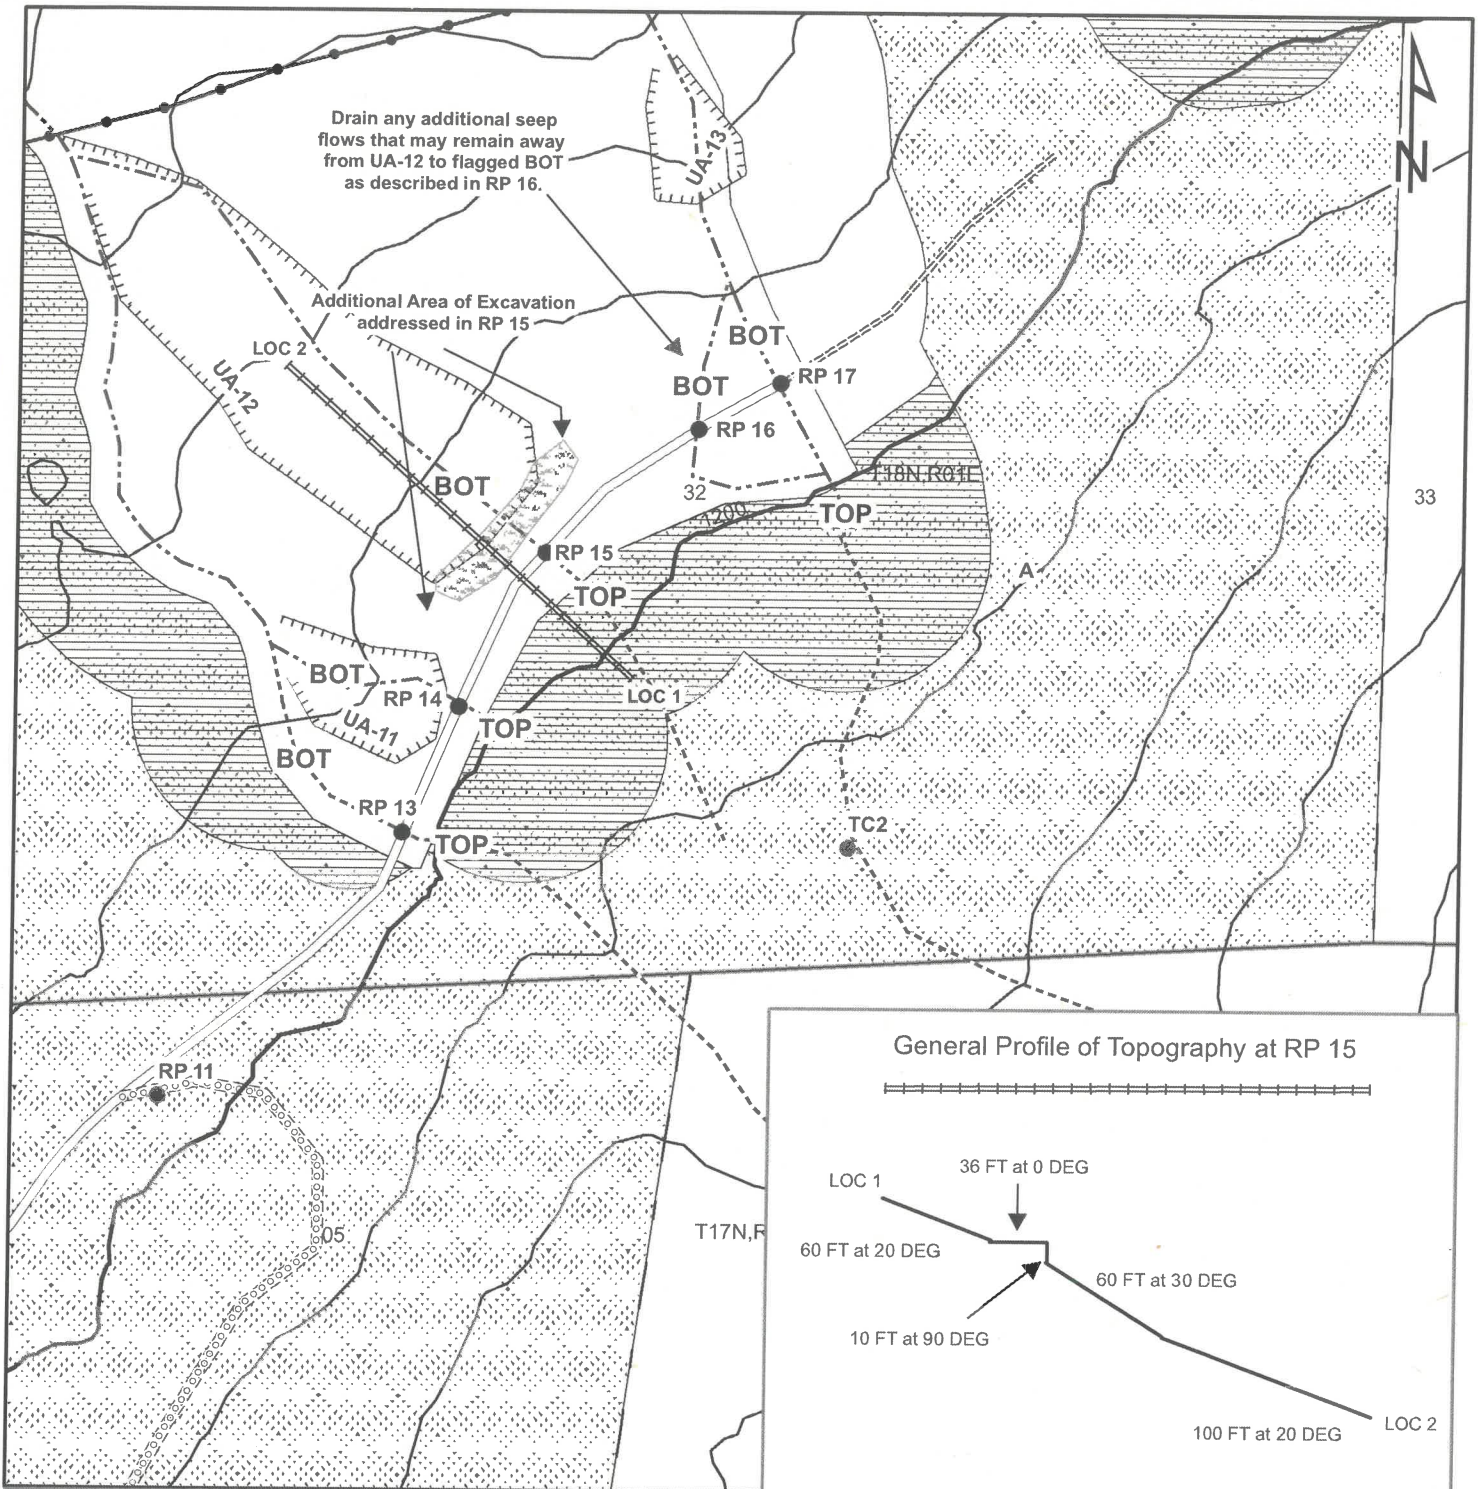 Drain any additional seep
flows that may remain away
from UA-12 to flagged BOT
as described in RP 16.
UA-13
N
Additional Area of Excavation
addressed in RP 15
LOC 2
BOT
UA-12
BOT
RP 17
RP 16
BOT
T18N,R01E
32
1200
TOP
33
RP 15
A
TOP
BOT
RP 14
LOC 1
UA-11
TOP
BOT
RP 13
TOP
TC2
General Profile of Topography at RP 15
RP 11
36 FT at 0 DEG
LOC 1
T17N,R
05
60 FT at 20 DEG
60 FT at 30 DEG
10 FT at 90 DEG
LOC 2
100 FT at 20 DEG